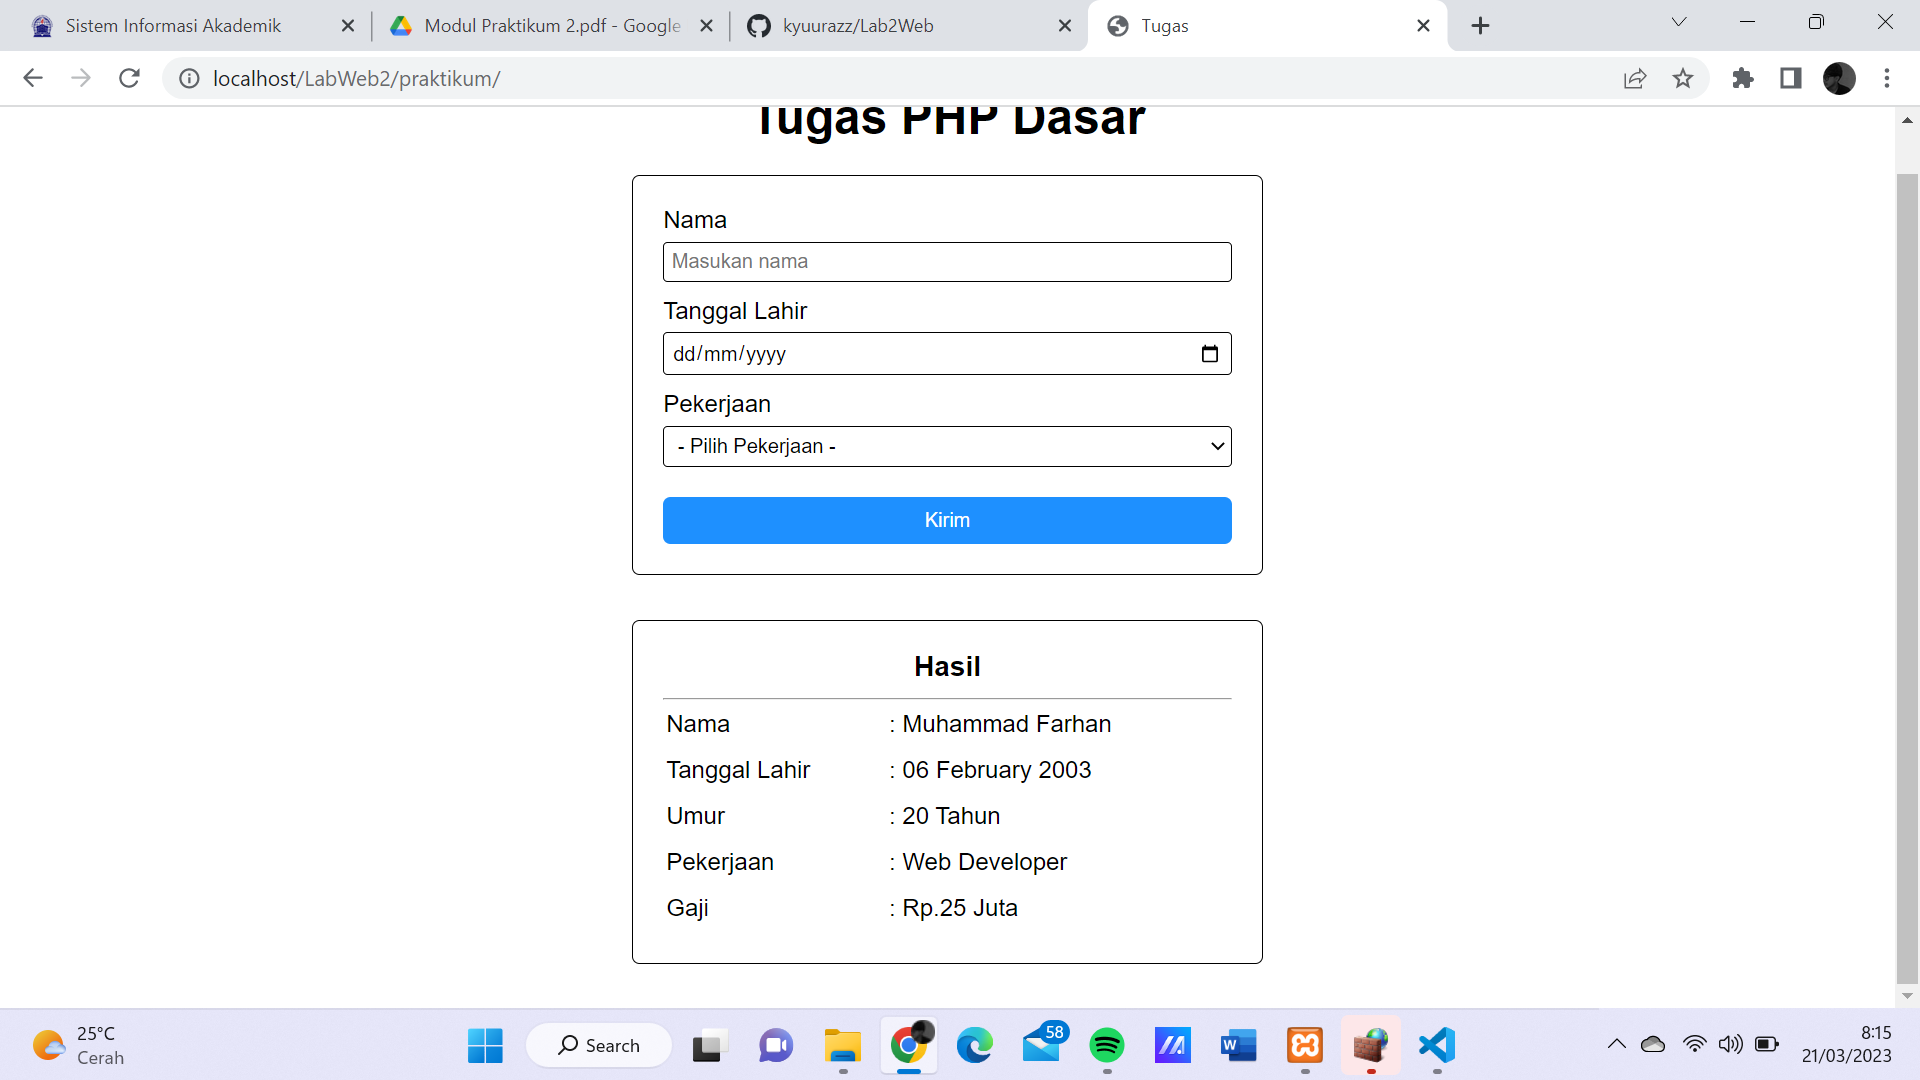 Sistem Informasi Akademik
Modul Praktikum 2.pdf - Google
kyuurazz/Lab2Web
Tugas
localhost/LabWeb2/praktikum/
Tugas PHP Dasar
Nama
Masukan nama
Tanggal Lahir
dd/mm/yyyy
Pekerjaan
- Pilih Pekerjaan -
Kirim
Hasil
Nama : Muhammad Farhan
Tanggal Lahir : 06 February 2003
Umur : 20 Tahun
Pekerjaan : Web Developer
Gaji : Rp.25 Juta
25°C
Cerah
Search
58
8:15
21/03/2023